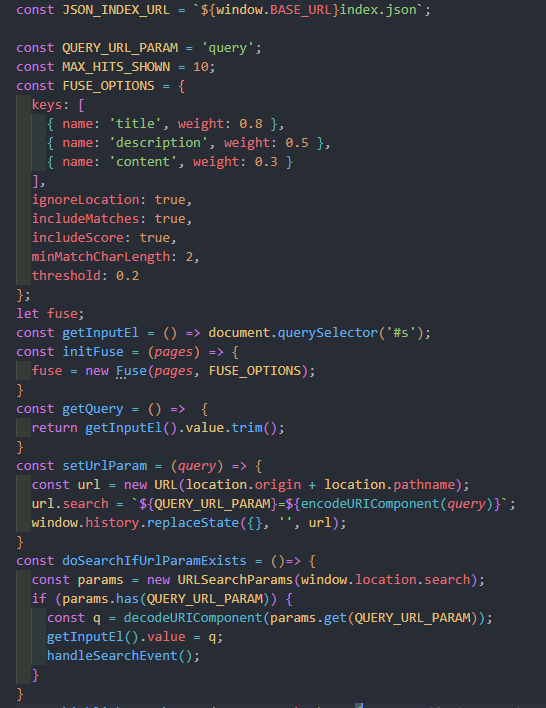 const JSON_INDEX_URL = `${window.BASE_URL}index.json`;
const QUERY_URL_PARAM = 'query';
const MAX_HITS_SHOWN = 10;
const FUSE_OPTIONS = {
  keys: [
    { name: 'title', weight: 0.8 },
    { name: 'description', weight: 0.5 },
    { name: 'content', weight: 0.3 }
  ],
  ignoreLocation: true,
  includeMatches: true,
  includeScore: true,
  minMatchCharLength: 2,
  threshold: 0.2
};
let fuse;
const getInputEl = () => document.querySelector('#s');
const initFuse = (pages) => {
  fuse = new Fuse(pages, FUSE_OPTIONS);
}
const getQuery = () =>  {
  return getInputEl().value.trim();
}
const setUrlParam = (query) => {
  const url = new URL(location.origin + location.pathname);
  url.search = `${QUERY_URL_PARAM}=${encodeURIComponent(query)}`;
  window.history.replaceState({}, '', url);
}
const doSearchIfUrlParamExists = ()=> {
  const params = new URLSearchParams(window.location.search);
  if (params.has(QUERY_URL_PARAM)) {
    const q = decodeURIComponent(params.get(QUERY_URL_PARAM));
    getInputEl().value = q;
    handleSearchEvent();
  }
}